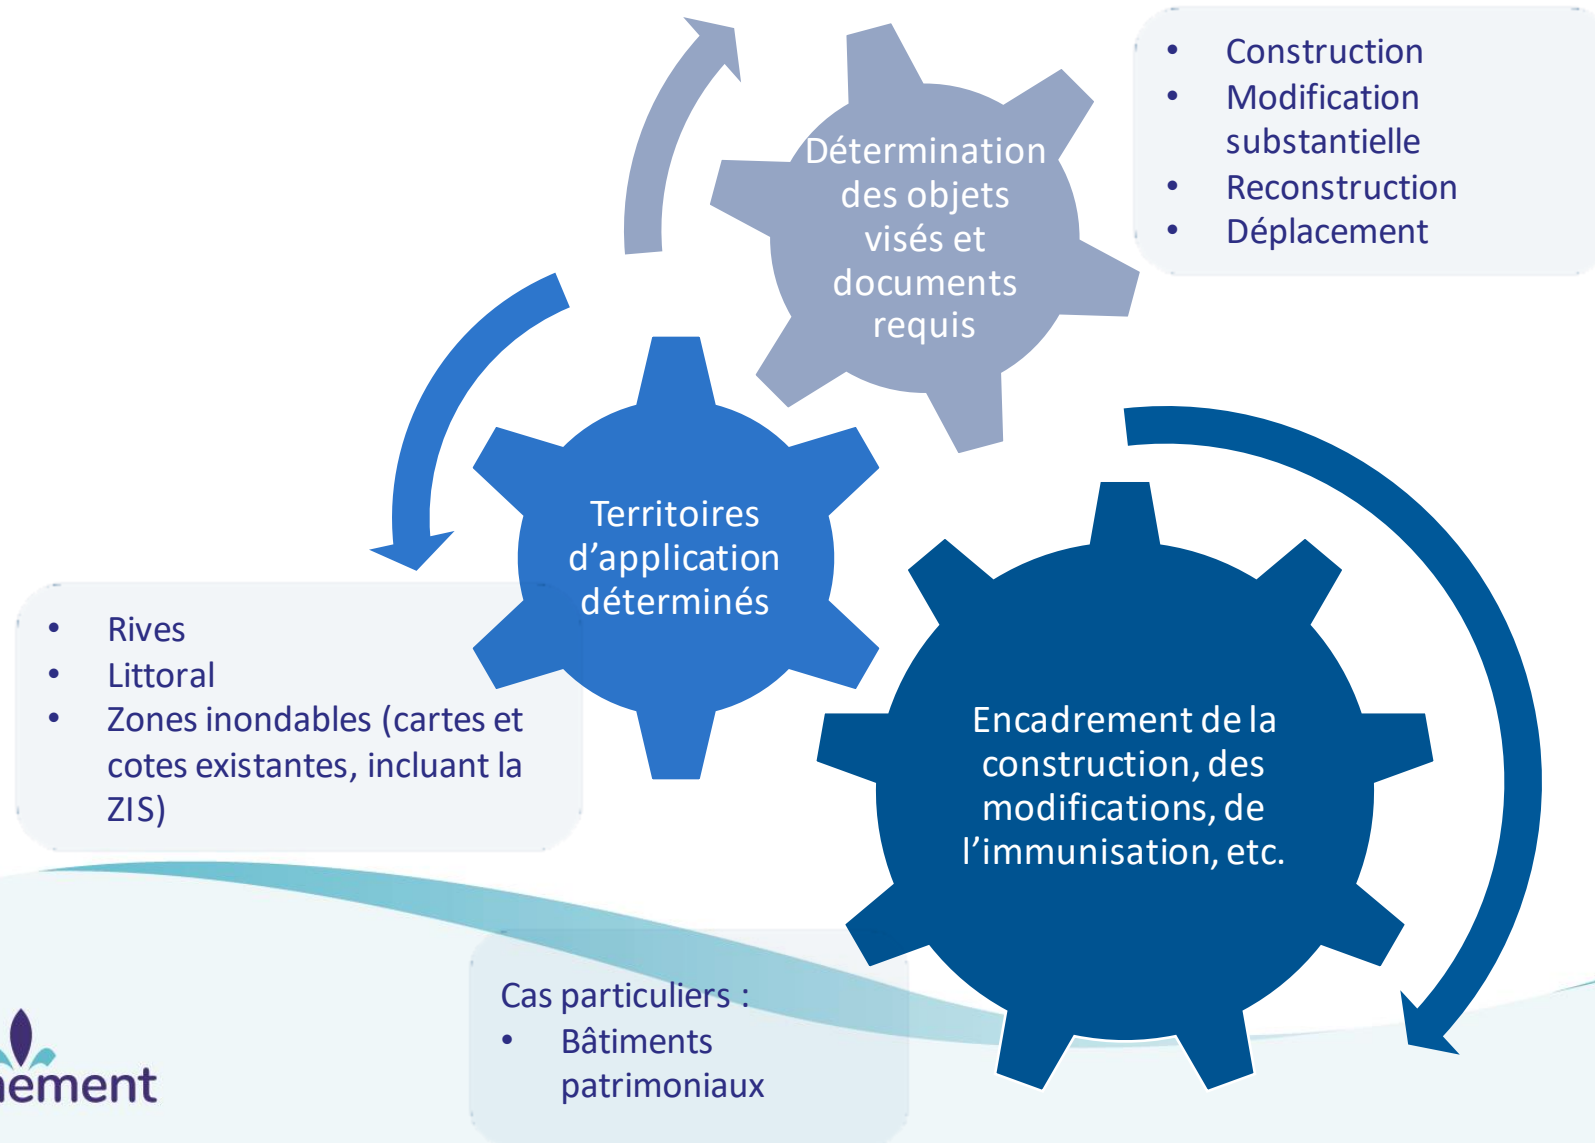 Détermination
des objets
visés et
documents
requis
• Construction
• Modification
substantielle
• Reconstruction
• Déplacement
Territoires
d’application
déterminés
• Rives
• Littoral
• Zones inondables (cartes et
cotes existantes, incluant la
ZIS)
Encadrement de la
construction, des
modifications, de
l’immunisation, etc.
Cas particuliers :
• Bâtiments
patrimoniaux